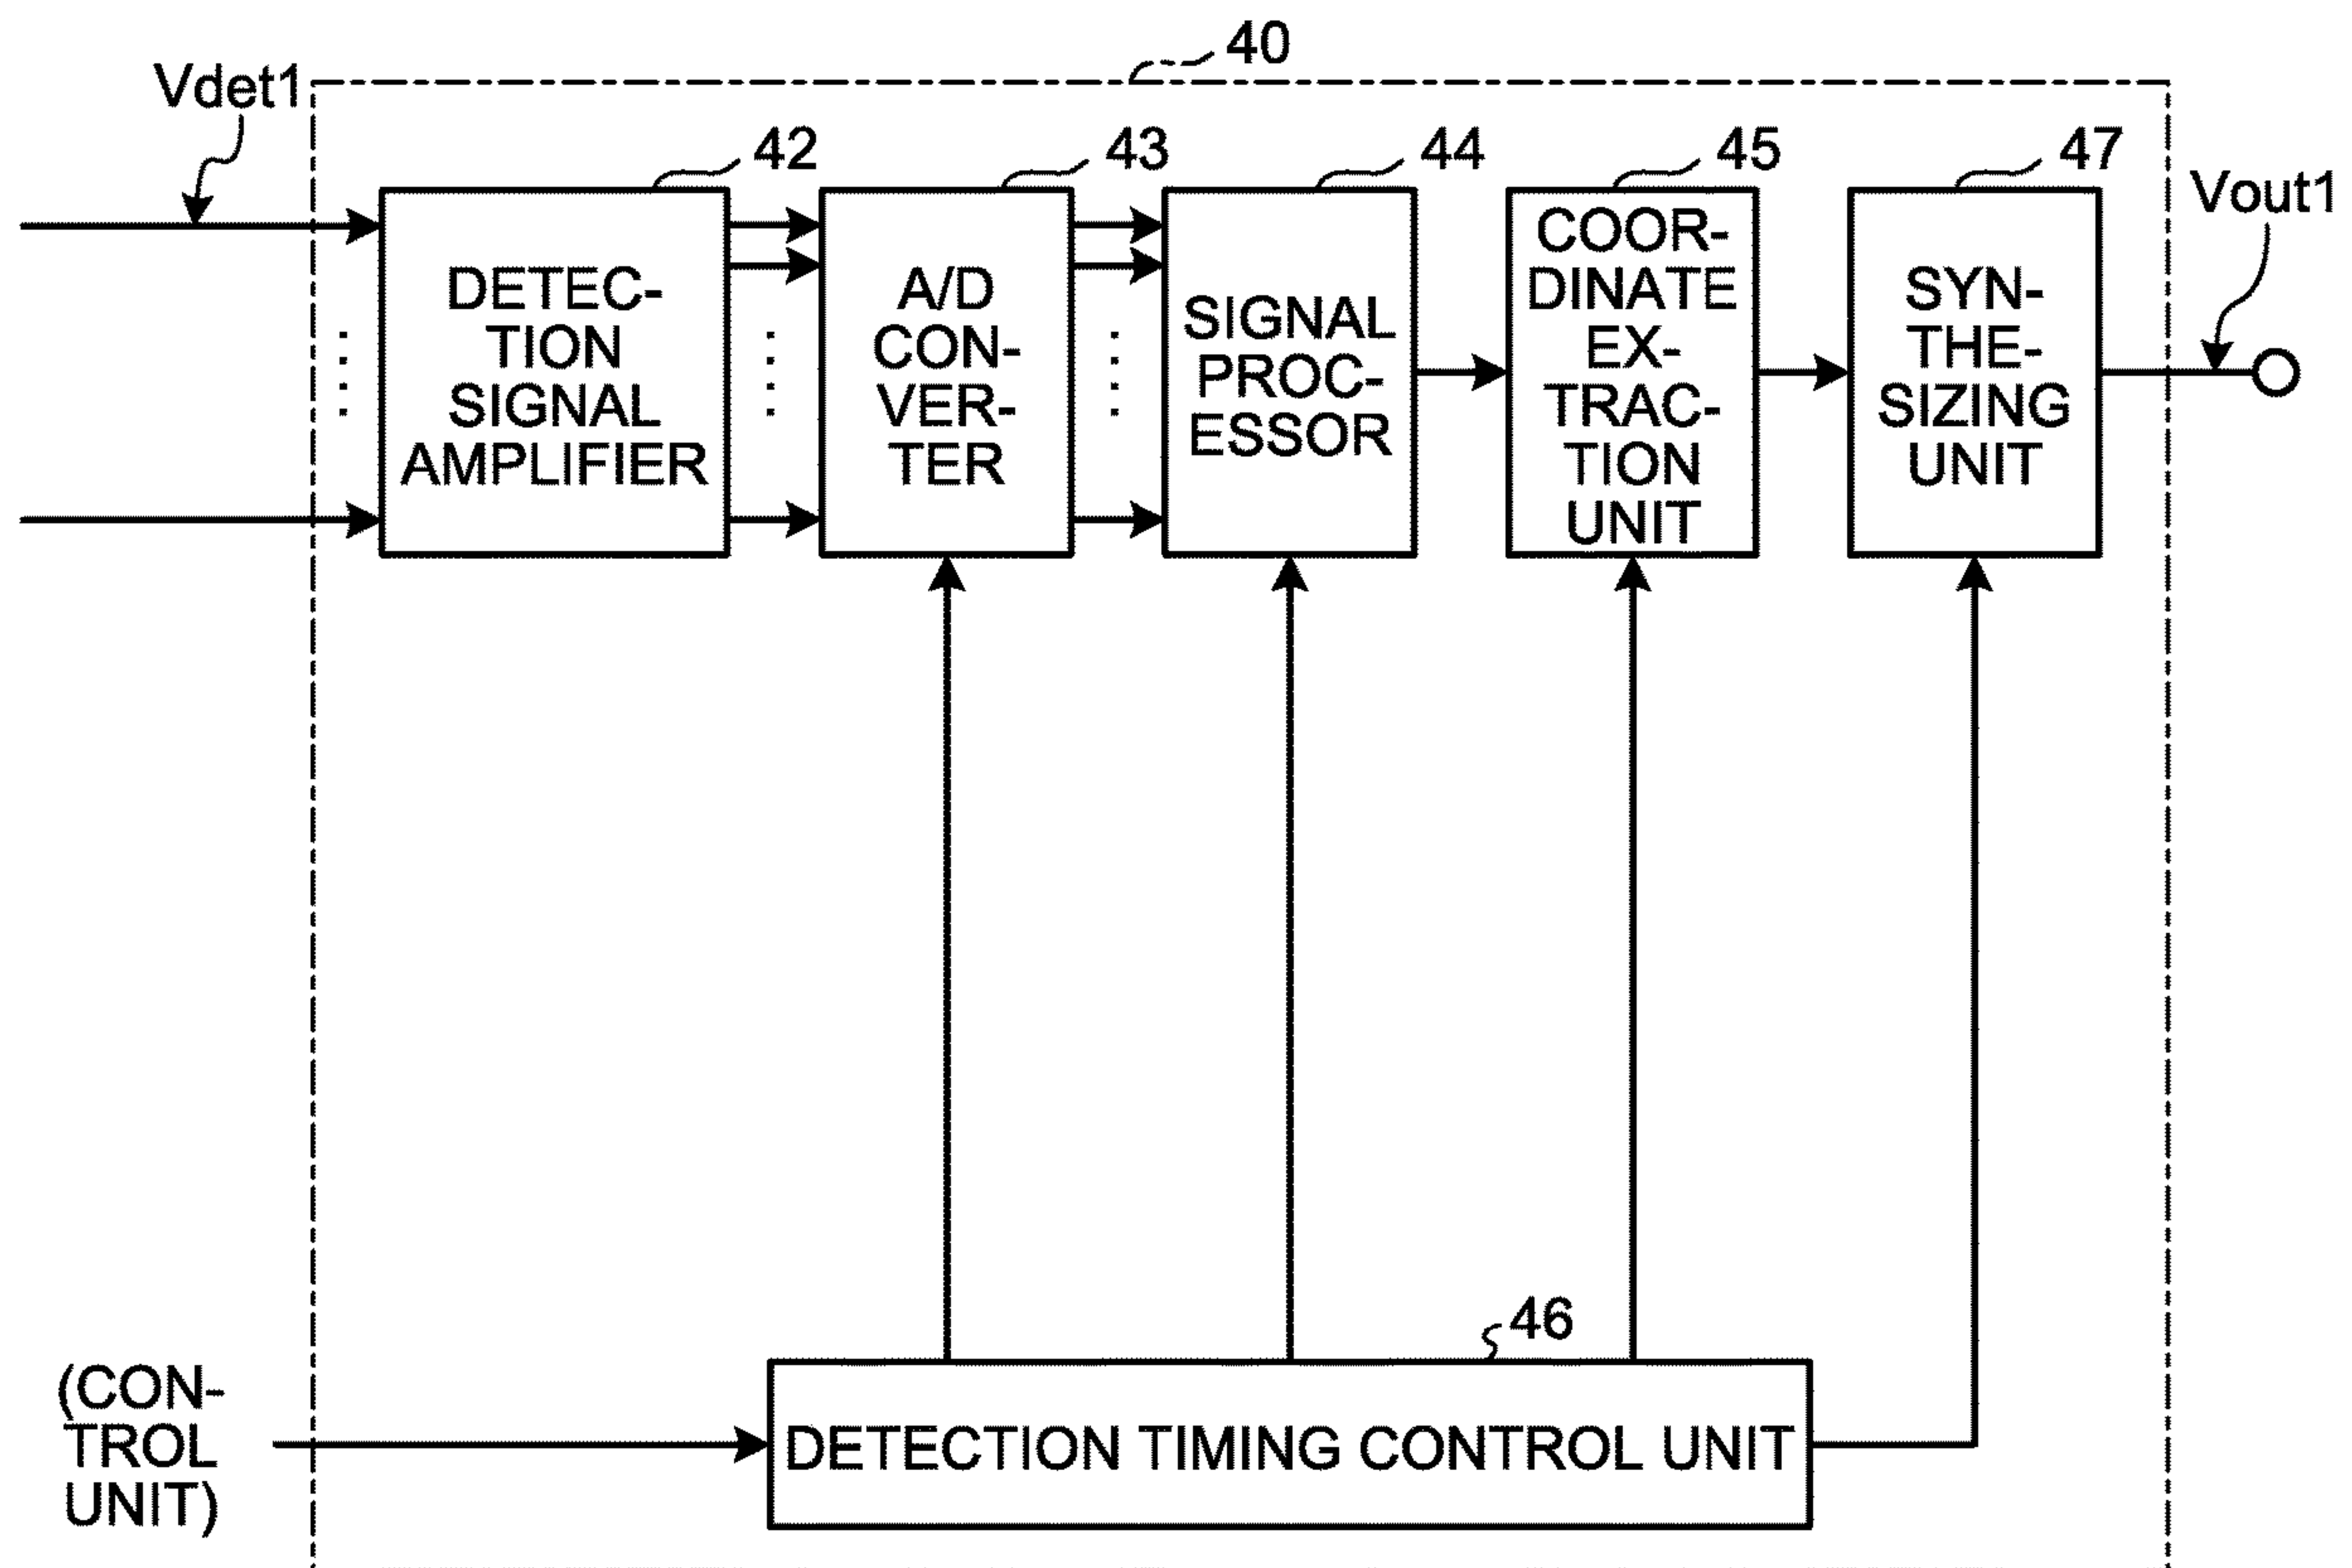 40
Vdet1
42
43
44
45
47
Vout1
DETEC-
TION
SIGNAL
AMPLIFIER
A/D
CON-
VER-
TER
SIGNAL
PROC-
ESSOR
COOR-
DINATE
EX-
TRAC-
TION
UNIT
SYN-
THE-
SIZING
UNIT
46
(CON-
TROL
UNIT)
DETECTION TIMING CONTROL UNIT